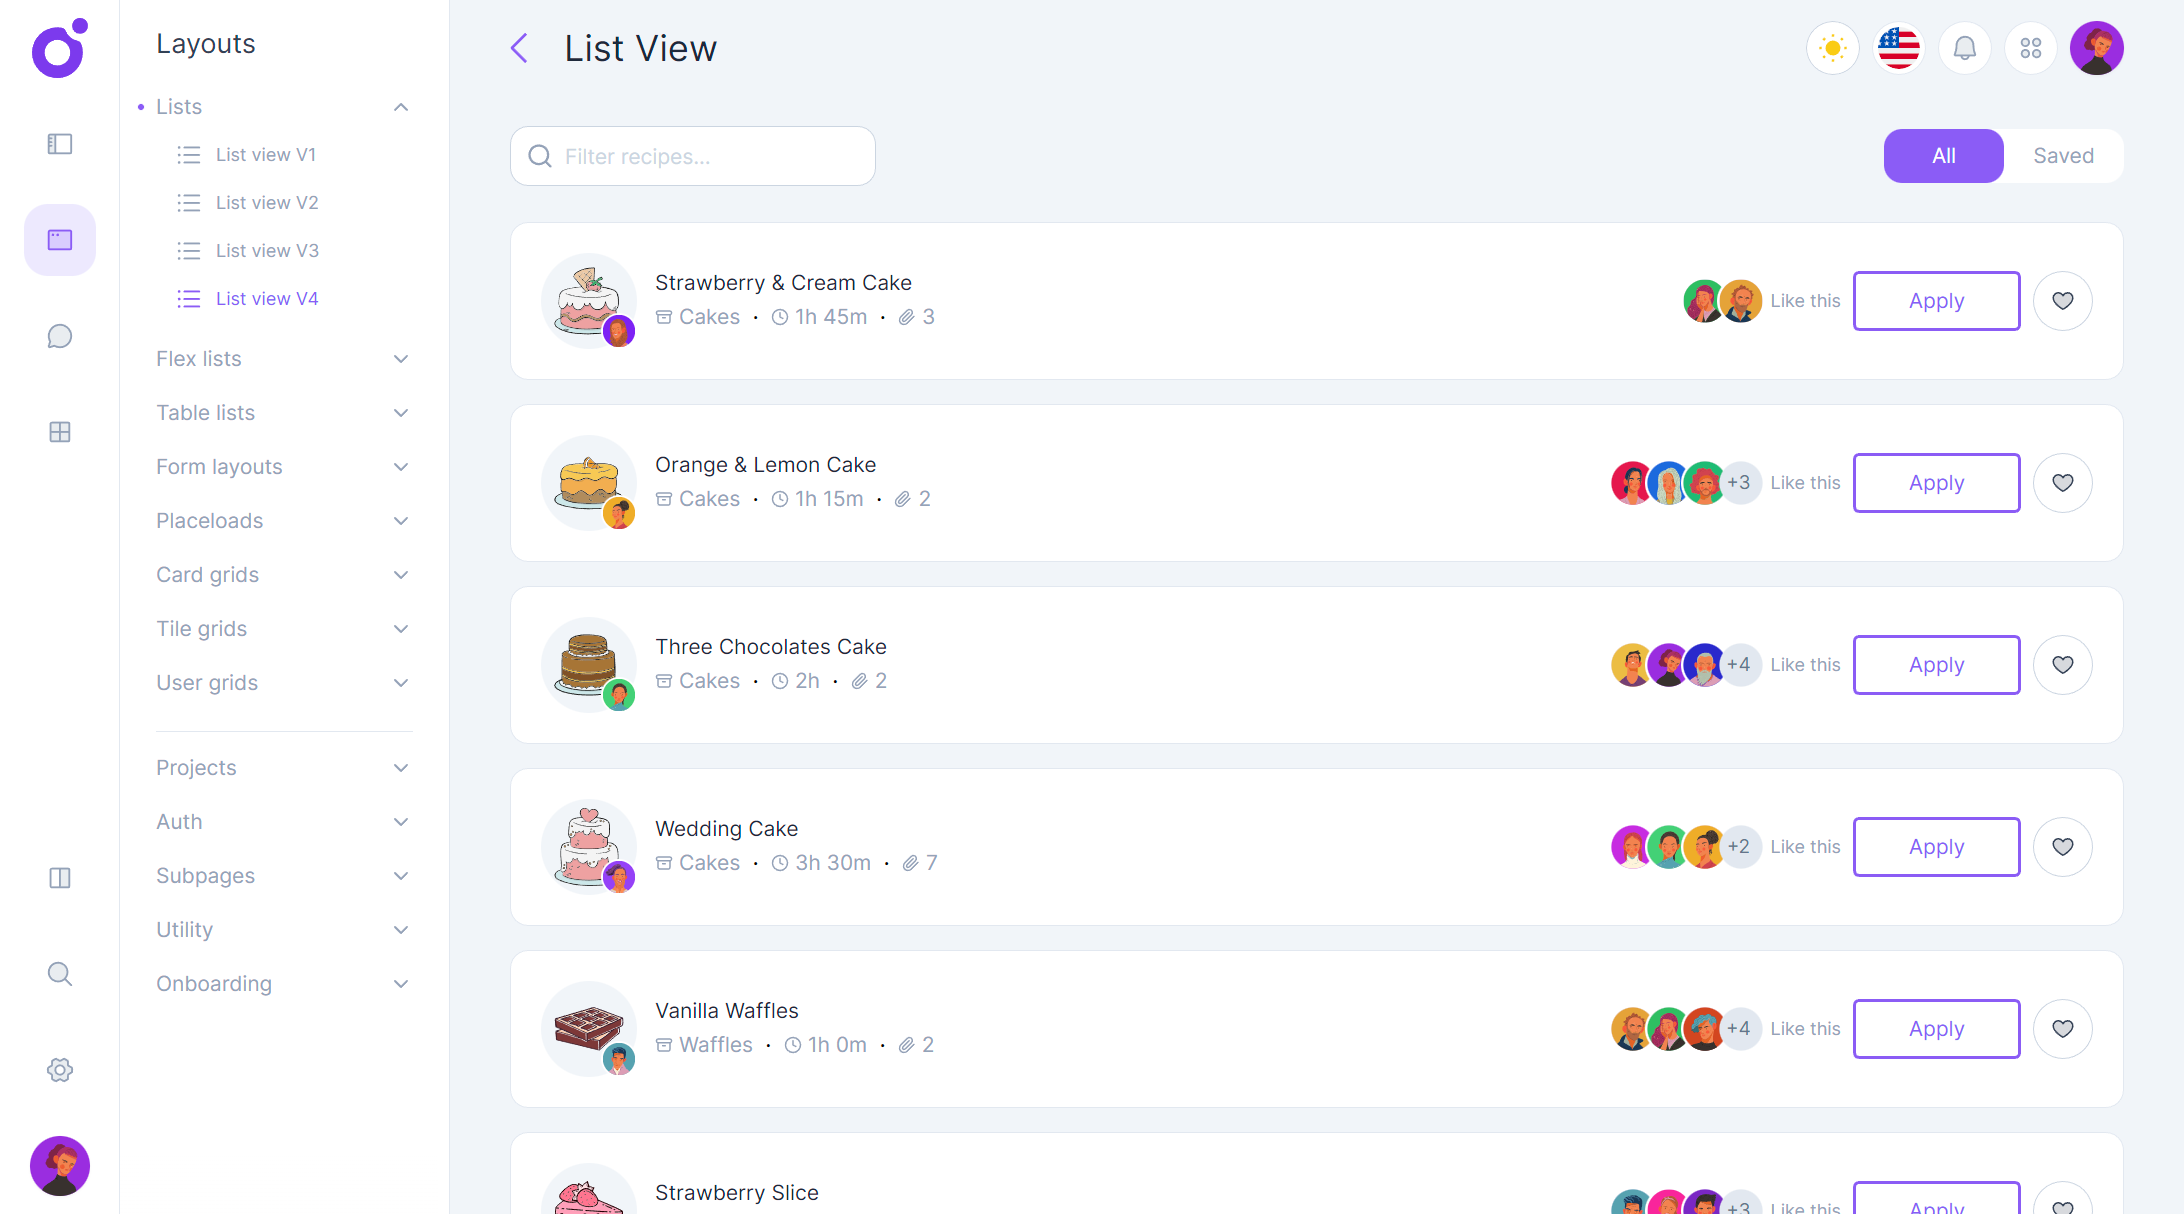 Layouts
Lists
List view V1
List view V2
List view V3
List view V4
Flex lists
Table lists
Form layouts
Placeloads
Card grids
Tile grids
User grids
Projects
Auth
Subpages
Utility
Onboarding
List View
Filter recipes...
All Saved
Strawberry & Cream Cake
Cakes · 1h 45m · 3
Like this Apply
Orange & Lemon Cake
Cakes · 1h 15m · 2
+3 Like this Apply
Three Chocolates Cake
Cakes · 2h · 2
+4 Like this Apply
Wedding Cake
Cakes · 3h 30m · 7
+2 Like this Apply
Vanilla Waffles
Waffles · 1h 0m · 2
+4 Like this Apply
Strawberry Slice
+3 Like this Apply